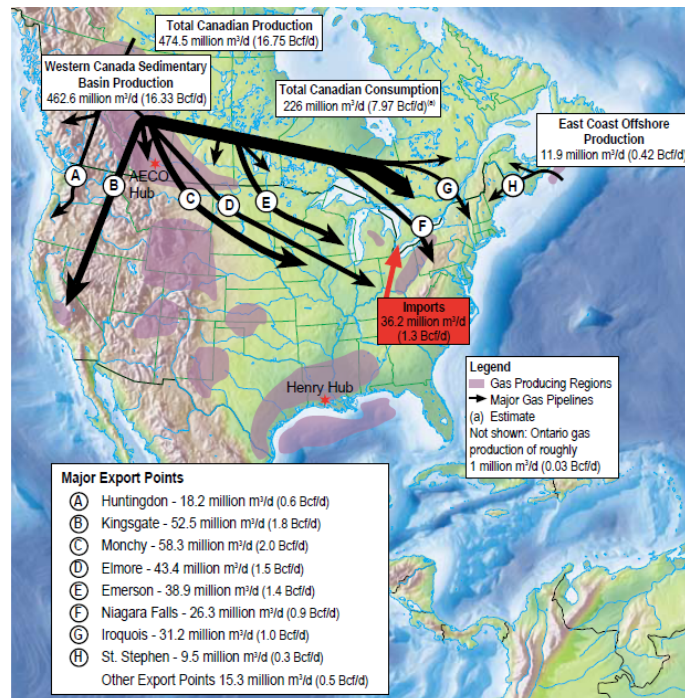 Total Canadian Production
474.5 million m³/d (16.75 Bcf/d)
Western Canada Sedimentary
Basin Production
462.6 million m³/d (16.33 Bcf/d)
Total Canadian Consumption
226 million m³/d (7.97 Bcf/d)(a)
East Coast Offshore
Production
11.9 million m³/d (0.42 Bcf/d)
A
B
AECO
Hub
C
D
E
F
G
H
Imports
36.2 million m³/d
(1.3 Bcf/d)
Henry Hub
Legend
Gas Producing Regions
Major Gas Pipelines
(a) Estimate
Not shown: Ontario gas
production of roughly
1 million m³/d (0.03 Bcf/d)
Major Export Points
A Huntingdon - 18.2 million m³/d (0.6 Bcf/d)
B Kingsgate - 52.5 million m³/d (1.8 Bcf/d)
C Monchy - 58.3 million m³/d (2.0 Bcf/d)
D Elmore - 43.4 million m³/d (1.5 Bcf/d)
E Emerson - 38.9 million m³/d (1.4 Bcf/d)
F Niagara Falls - 26.3 million m³/d (0.9 Bcf/d)
G Iroquois - 31.2 million m³/d (1.0 Bcf/d)
H St. Stephen - 9.5 million m³/d (0.3 Bcf/d)
Other Export Points 15.3 million m³/d (0.5 Bcf/d)